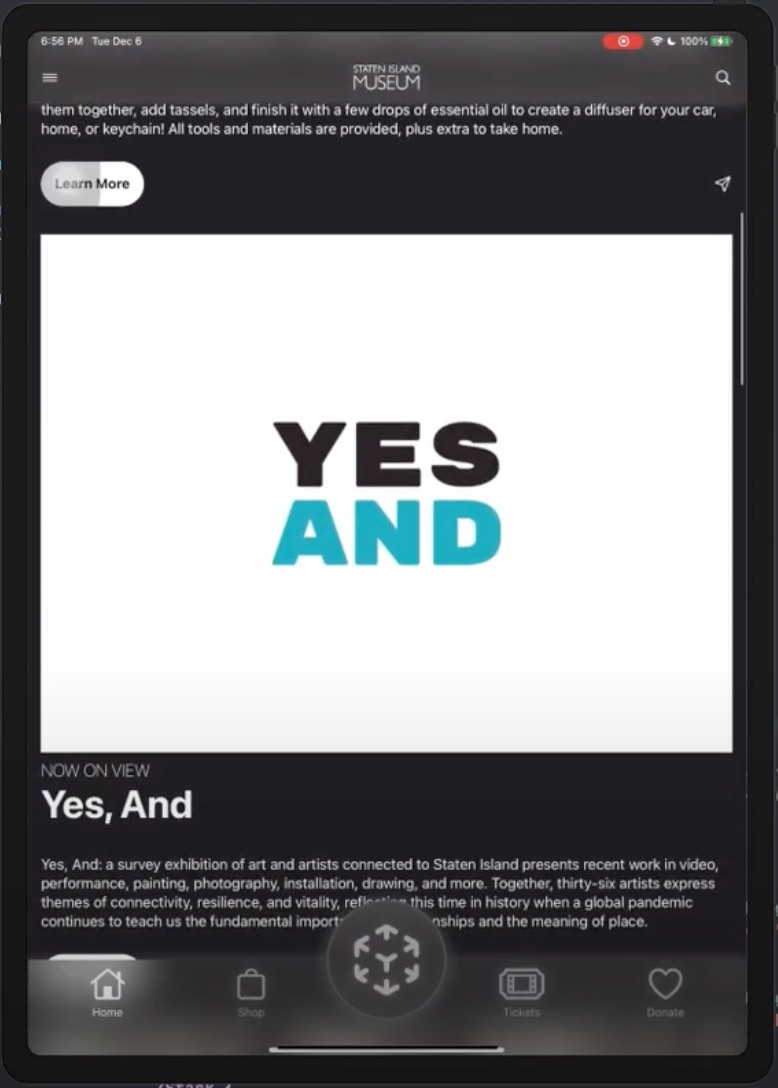 6:56 PM Tue Dec 6
100%
STATEN ISLAND
MUSEUM
them together, add tassels, and finish it with a few drops of essential oil to create a diffuser for your car,
home, or keychain! All tools and materials are provided, plus extra to take home.
Learn More
YES
AND
NOW ON VIEW
Yes, And
Yes, And: a survey exhibition of art and artists connected to Staten Island presents recent work in video,
performance, painting, photography, installation, drawing, and more. Together, thirty-six artists express
themes of connectivity, resilience, and vitality, reflecting this time in history when a global pandemic
continues to teach us the fundamental and the meaning of place.
Home
Shop
Tickets
Donate